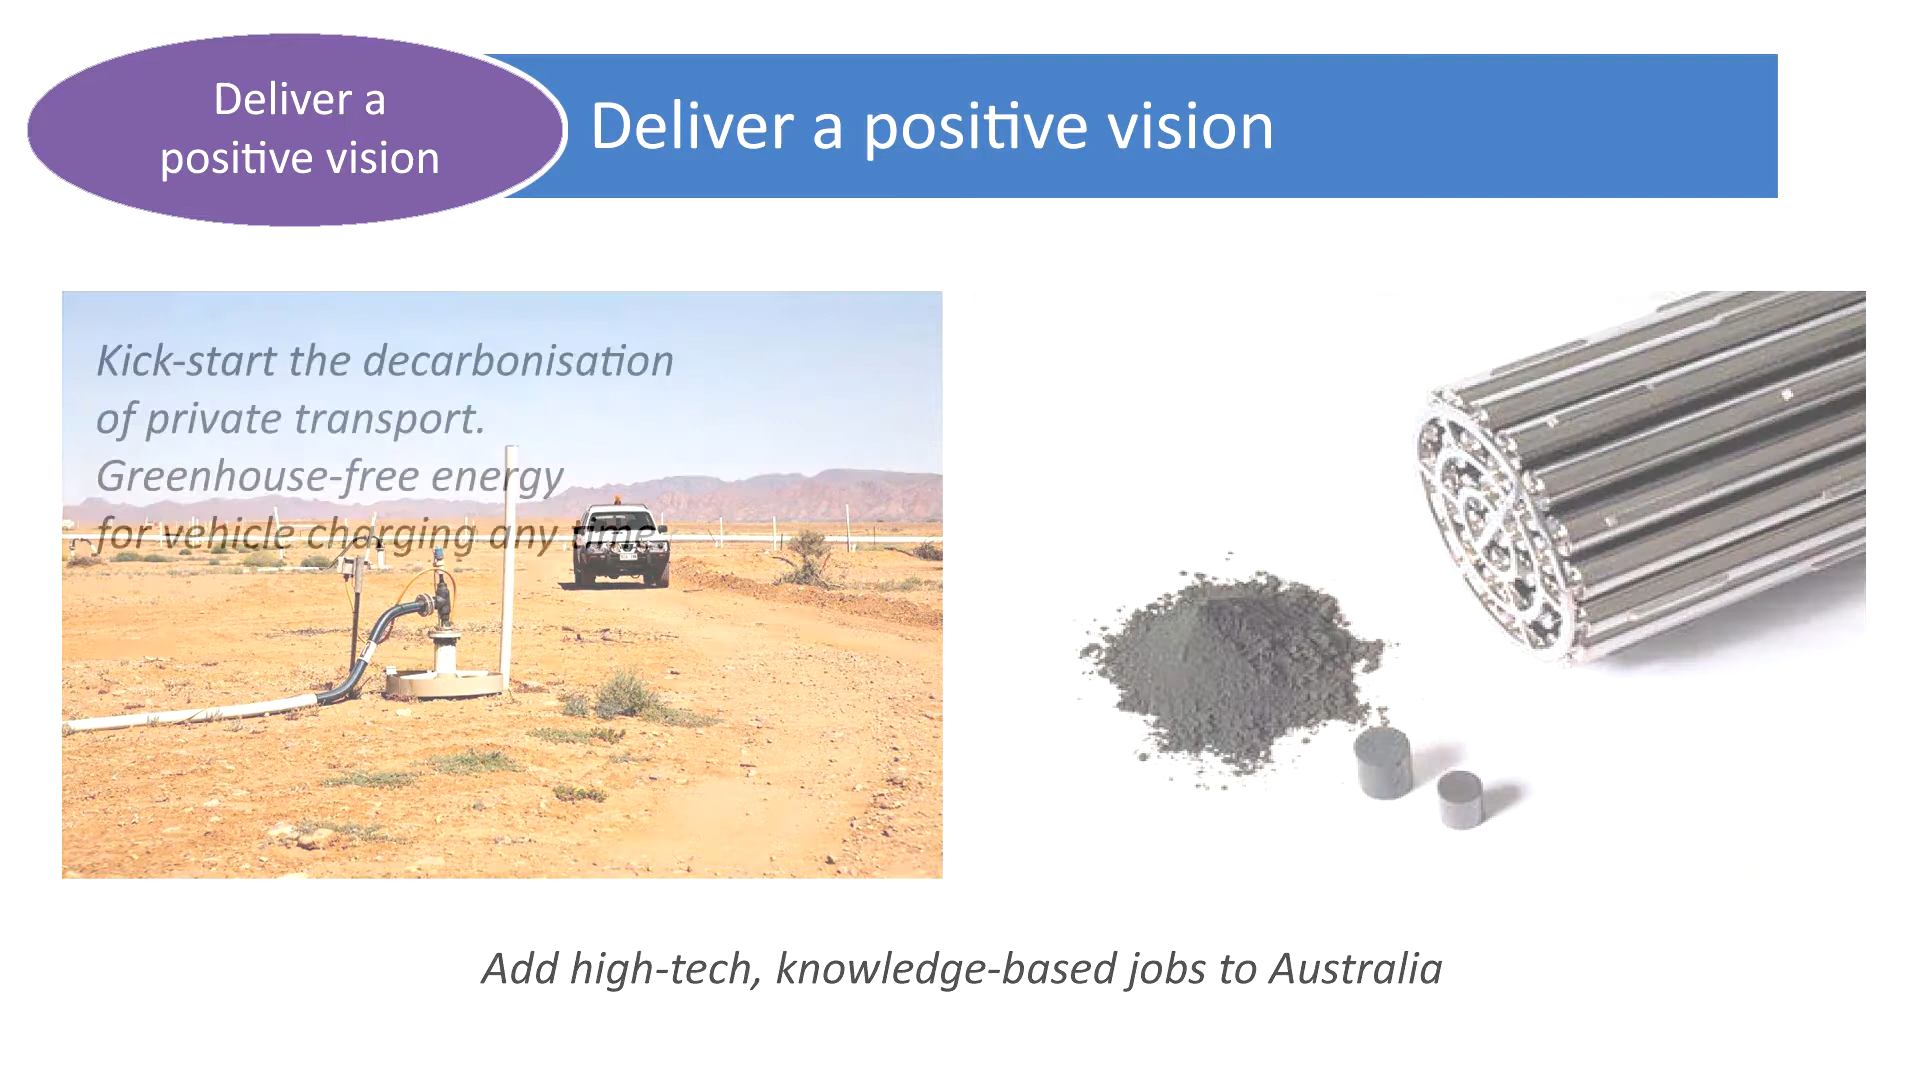 Deliver a
positive vision
Deliver a positive vision
Kick-start the decarbonisation
of private transport.
Greenhouse-free energy
for vehicle charging any time.
Add high-tech, knowledge-based jobs to Australia